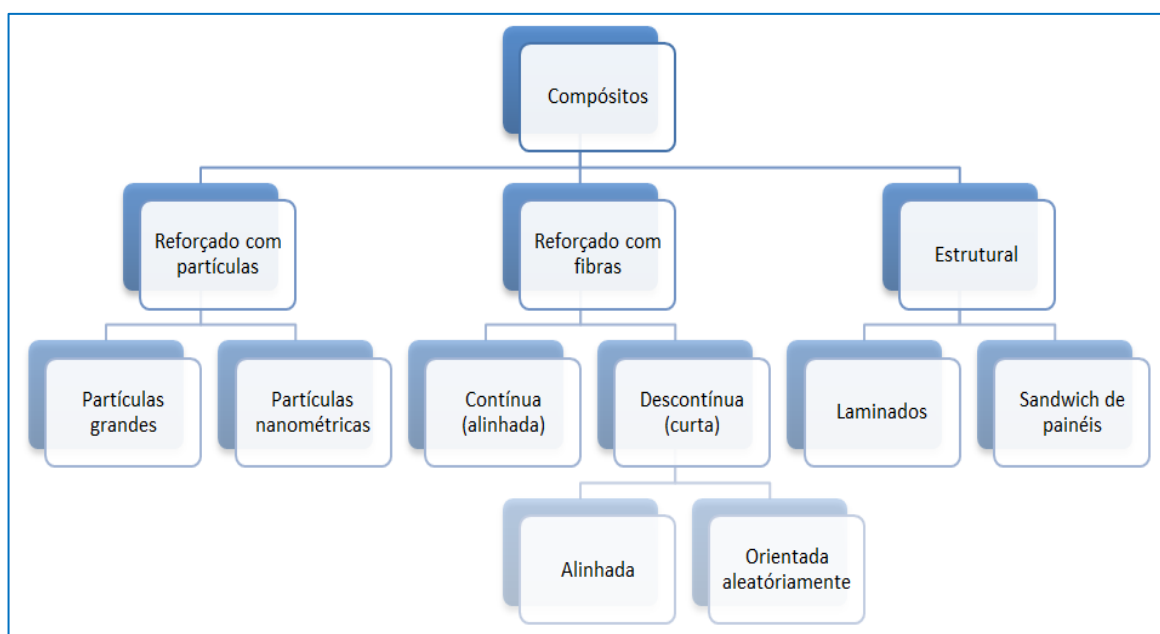 Compósitos
Reforçado com
partículas
Reforçado com
fibras
Estrutural
Partículas
grandes
Partículas
nanométricas
Contínua
(alinhada)
Descontínua
(curta)
Laminados
Sandwich de
painéis
Alinhada
Orientada
aleatóriamente